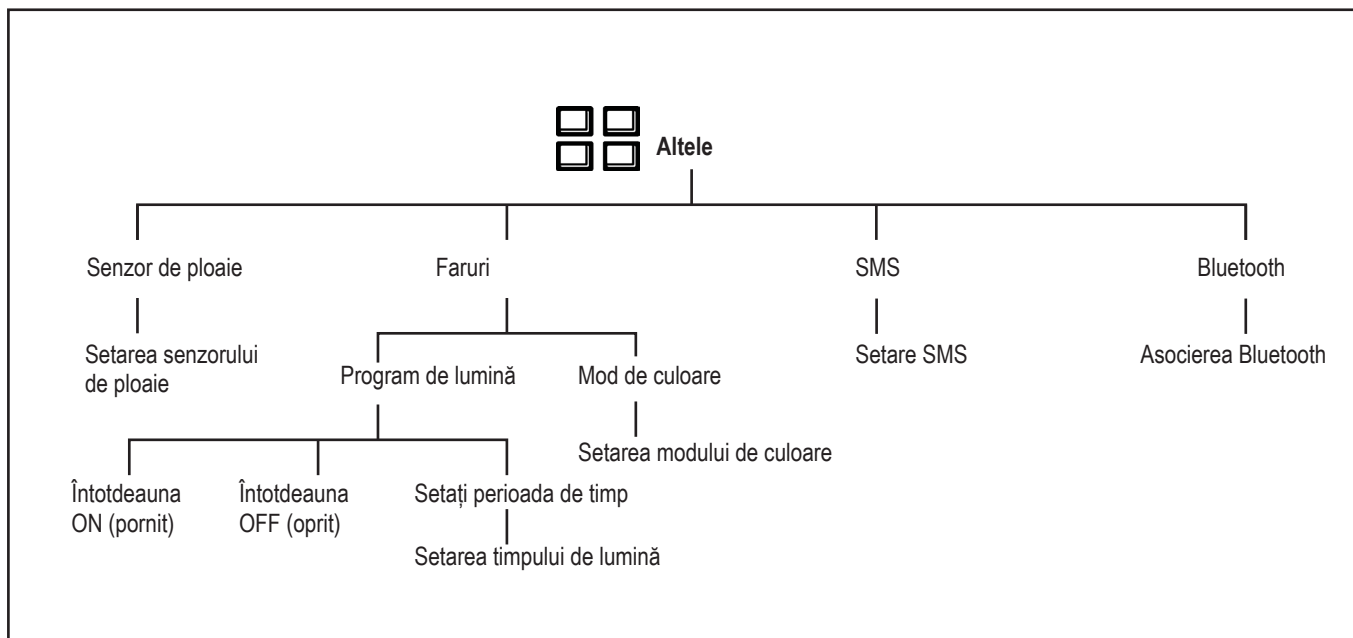 Altele
Senzor de ploaie
Faruri
SMS
Bluetooth
Setarea senzorului
de ploaie
Program de lumină
Mod de culoare
Setare SMS
Asocierea Bluetooth
Setarea modului de culoare
Întotdeauna
ON (pornit)
Întotdeauna
OFF (oprit)
Setați perioada de timp
Setarea timpului de lumină